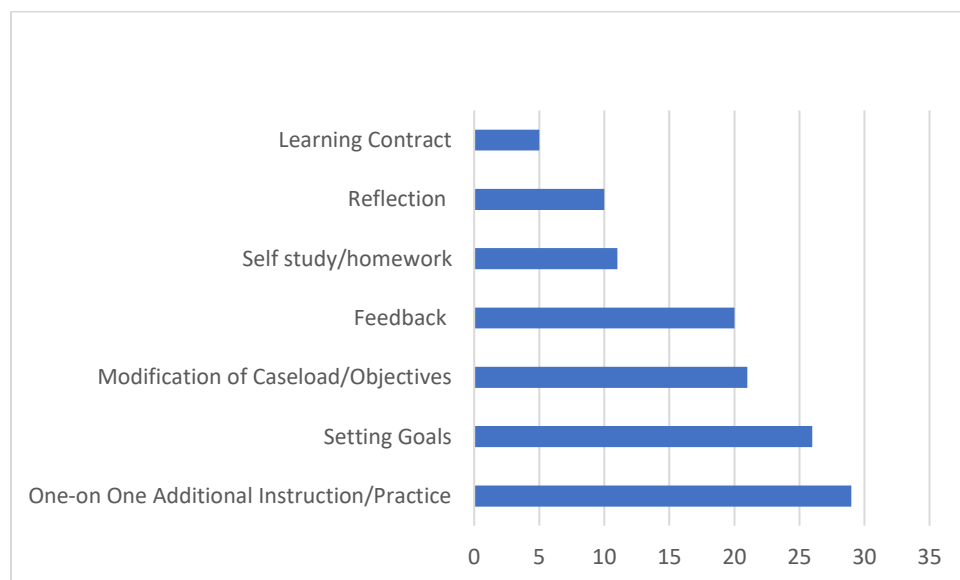 Learning Contract
Reflection
Self study/homework
Feedback
Modification of Caseload/Objectives
Setting Goals
One-on One Additional Instruction/Practice
0 5 10 15 20 25 30 35